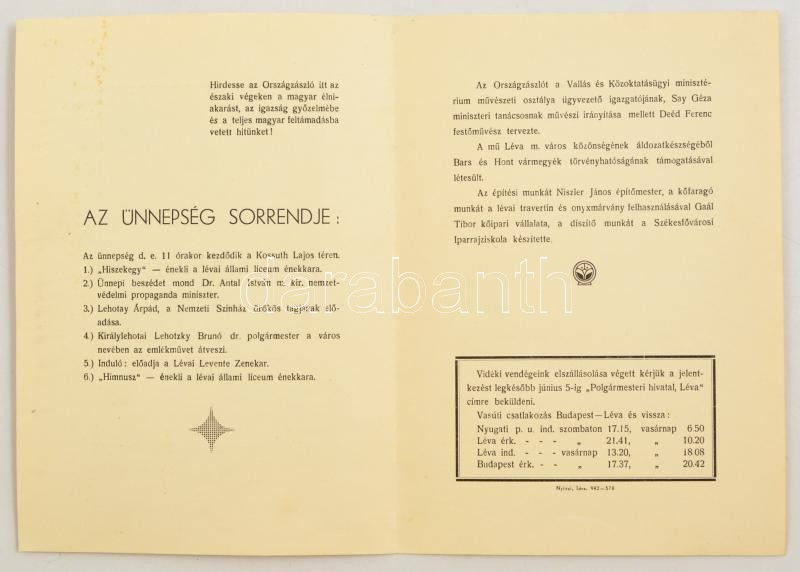 Hirdesse az Országzászló itt az
északi végeken a magyar élni-
akarást, az igazság győzelmébe
és a teljes magyar feltámadásba
vetett hitünket!
AZ ÜNNEPSÉG SORRENDJE:
Az ünnepség d. e. 11 órakor kezdődik a Kossuth Lajos téren.
1.) „Hiszekegy“ — énekli a lévai állami líceum énekkara.
2.) Ünnepi beszédet mond Dr. Antal István m. kir. nemzet-
védelmi propaganda miniszter.
3.) Lehotay Árpád, a Nemzeti Színház örökös tagjának elő-
adása.
4.) Királylehotai Lehotzky Brunó dr. polgármester a város
nevében az emlékművet átveszi.
5.) Induló: előadja a Lévai Levente Zenekar.
6.) „Himnusz“ — énekli a lévai állami líceum énekkara.
Az Országzászlót a Vallás és Közoktatásügyi miniszté-
rium művészeti osztálya ügyvezető igazgatójának, Say Géza
miniszteri tanácsosnak művészi irányítása mellett Deéd Ferenc
festőművész tervezte.
A mű Léva m. város közönségének áldozatkészségéből
Bars és Hont vármegyék törvényhatóságának támogatásával
létesült.
Az építési munkát Niszler János építőmester, a kőfaragó
munkát a lévai travertin és onyxmárvány felhasználásával Gaál
Tibor kőipari vállalata, a díszítő munkát a Székesfővárosi
Iparrajziskola készítette.
Vidéki vendégeink elszállásolása végett kérjük a jelent-
kezést legkésőbb június 5-ig „Polgármesteri hivatal, Léva“
címre beküldeni.
Vasúti csatlakozás Budapest—Léva és vissza:
Nyugati p. u. ind. szombaton 17.15, vasárnap 6.50
Léva érk. - - - „ 21.41, „ 10.20
Léva ind. - - - vasárnap 13.20, „ 18.08
Budapest érk. - - „ 17.37, „ 20.42
Nyitrai, Léva. 942—578
darabanth